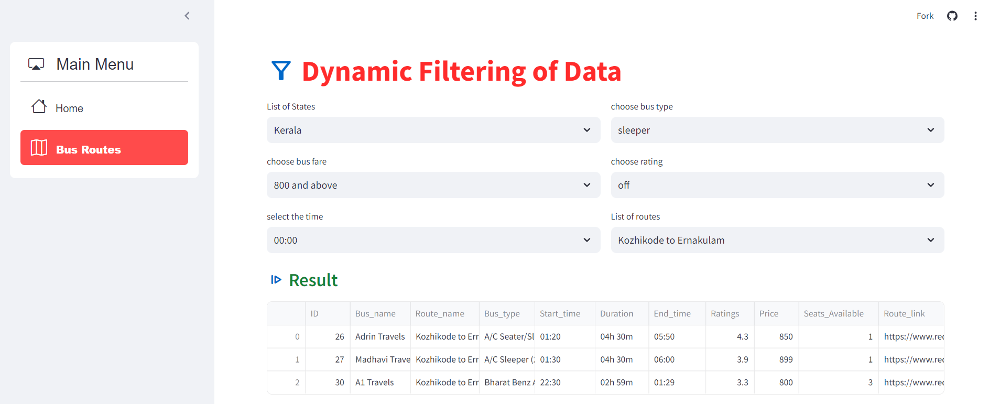 Fork
Main Menu
Home
Bus Routes
Dynamic Filtering of Data
List of States
choose bus type
Kerala
sleeper
choose bus fare
choose rating
800 and above
off
select the time
List of routes
00:00
Kozhikode to Ernakulam
Result
ID Bus_name Route_name Bus_type Start_time Duration End_time Ratings Price Seats_Available Route_link
0 26 Adrin Travels Kozhikode to Err A/C Seater/Sl 01:20 04h 30m 05:50 4.3 850 1 https://www.red
1 27 Madhavi Trave Kozhikode to Err A/C Sleeper (2 01:30 04h 30m 06:00 3.9 899 1 https://www.red
2 30 A1 Travels Kozhikode to Err Bharat Benz A 22:30 02h 59m 01:29 3.3 800 3 https://www.red